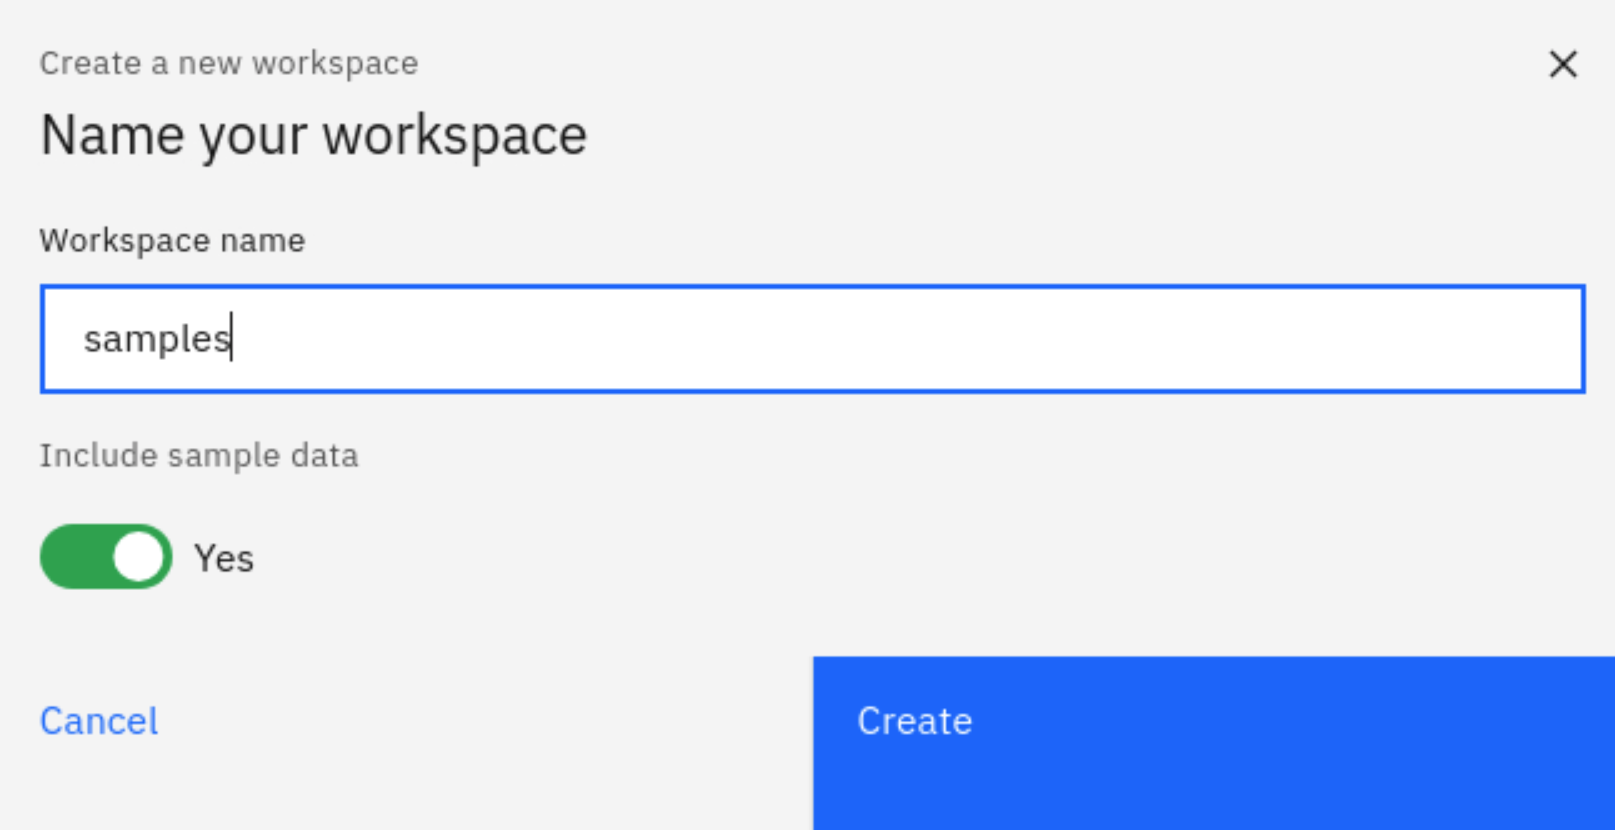 Create a new workspace
Name your workspace
Workspace name
samples
Include sample data
Yes
Cancel
Create